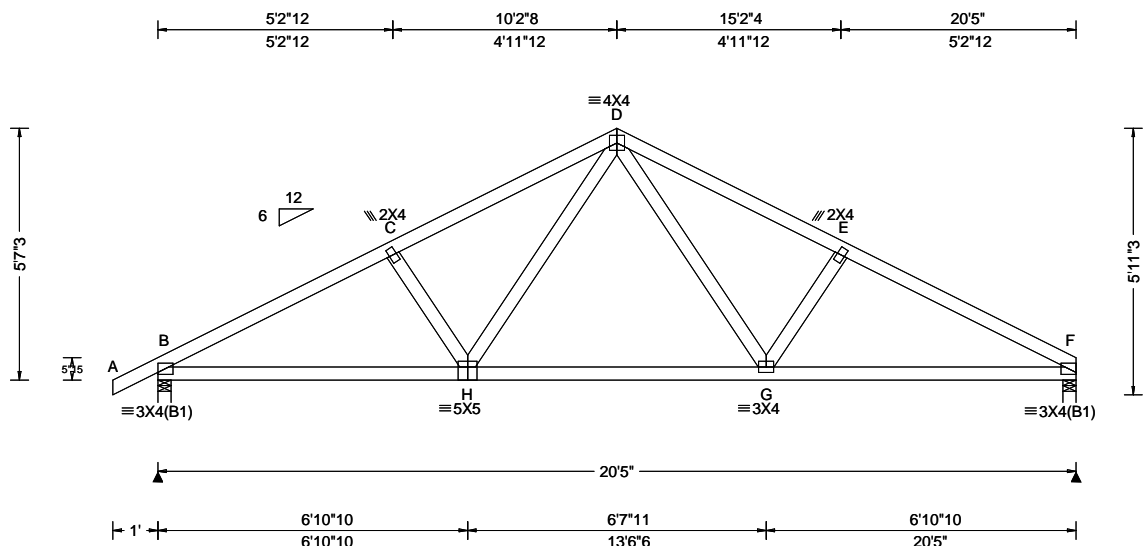 5'2"12 10'2"8 15'2"4 20'5"
5'2"12 4'11"12 4'11"12 5'2"12
≡4X4
D
12
6
2X4
C
2X4
E
5'7"3
5'11"3
B
A
F
H
G
≡3X4(B1)
≡5X5
≡3X4
≡3X4(B1)
20'5"
1'
6'10"10 6'7"11 6'10"10
6'10"10 13'6"6 20'5"